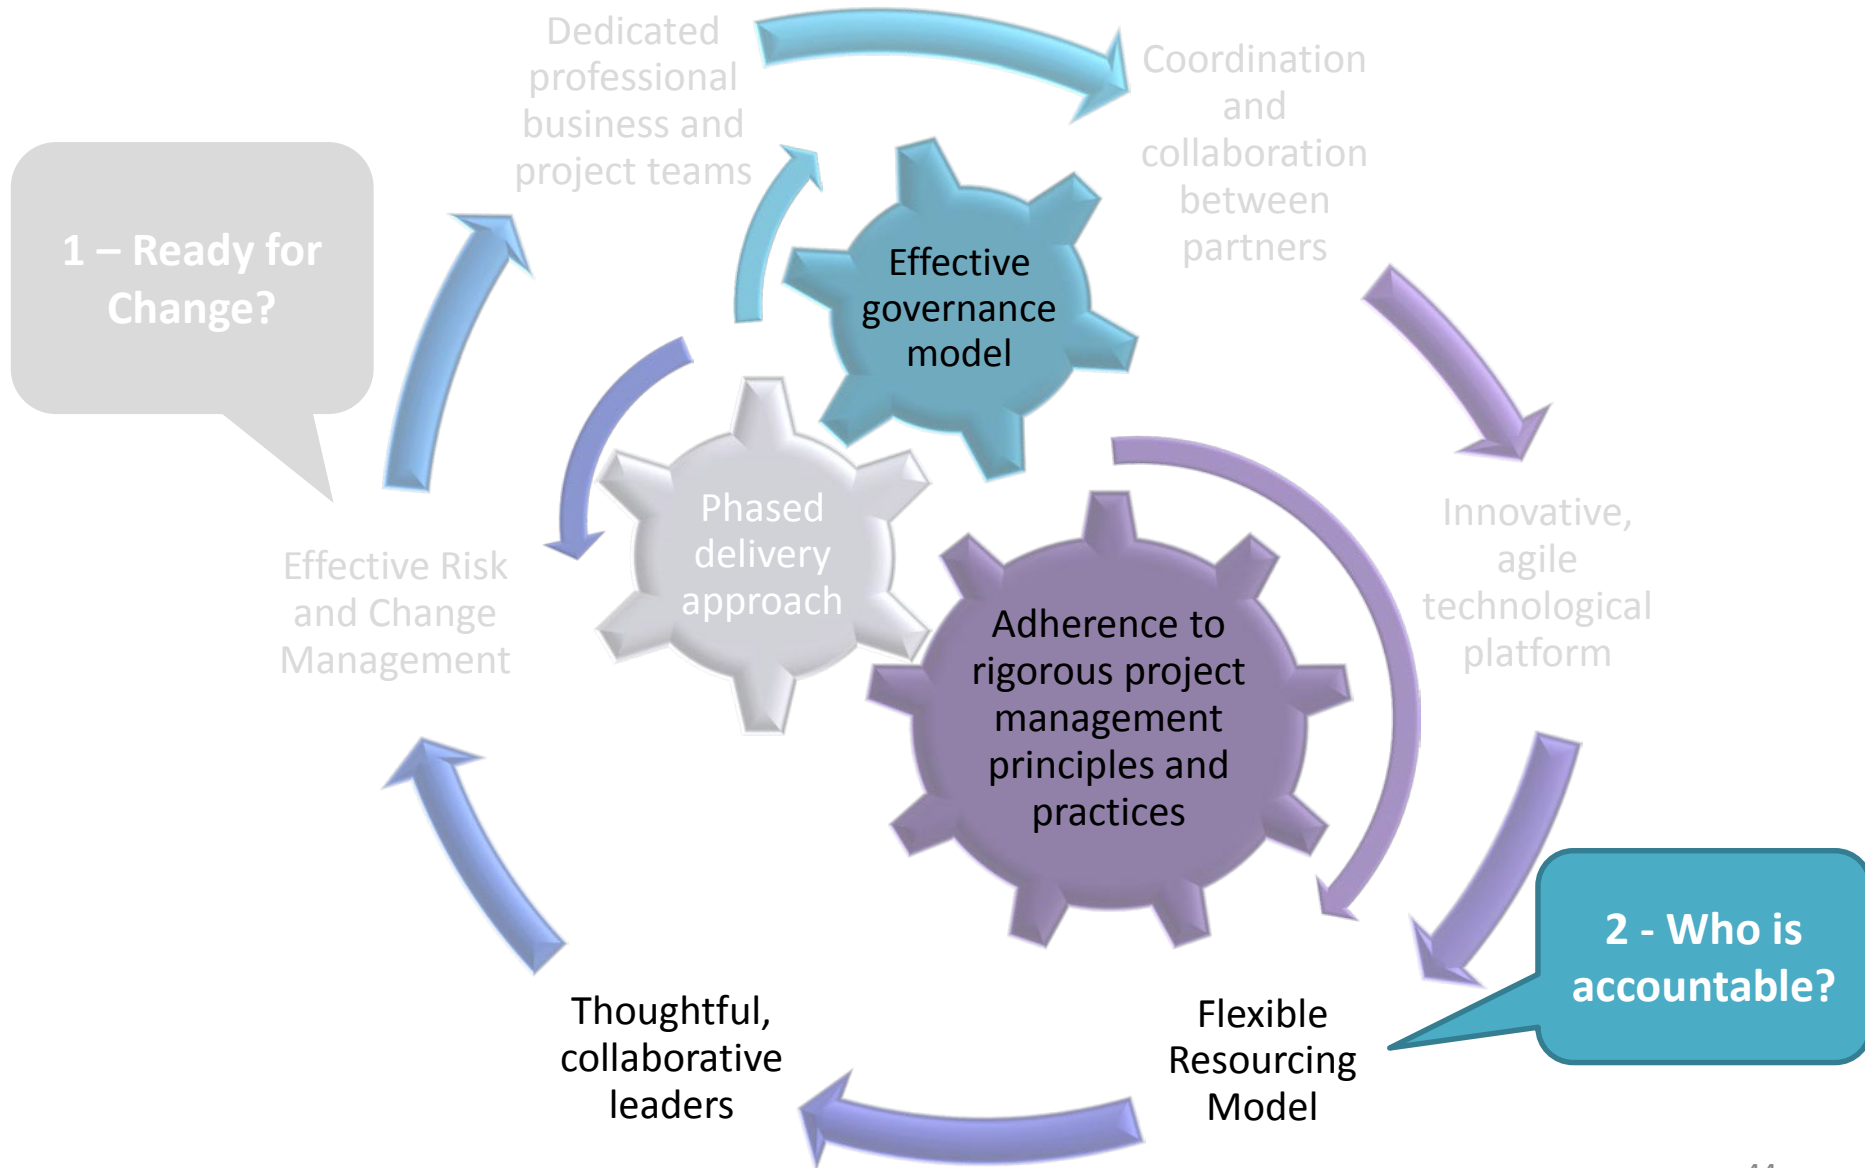 Dedicated
professional
business and
project teams
Coordination
and
collaboration
between
partners
1 – Ready for
Change?
Effective
governance
model
Phased
delivery
approach
Innovative,
agile
technological
platform
Effective Risk
and Change
Management
Adherence to
rigorous project
management
principles and
practices
2 - Who is
accountable?
Thoughtful,
collaborative
leaders
Flexible
Resourcing
Model